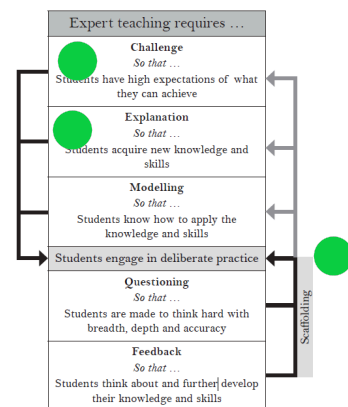 Expert teaching requires …
Challenge
So that …
Students have high expectations of what
they can achieve
Explanation
So that …
Students acquire new knowledge and
skills
Modelling
So that …
Students know how to apply the
knowledge and skills
Students engage in deliberate practice
Questioning
So that …
Students are made to think hard with
breadth, depth and accuracy
Feedback
So that …
Students think about and further develop
their knowledge and skills
Scaffolding